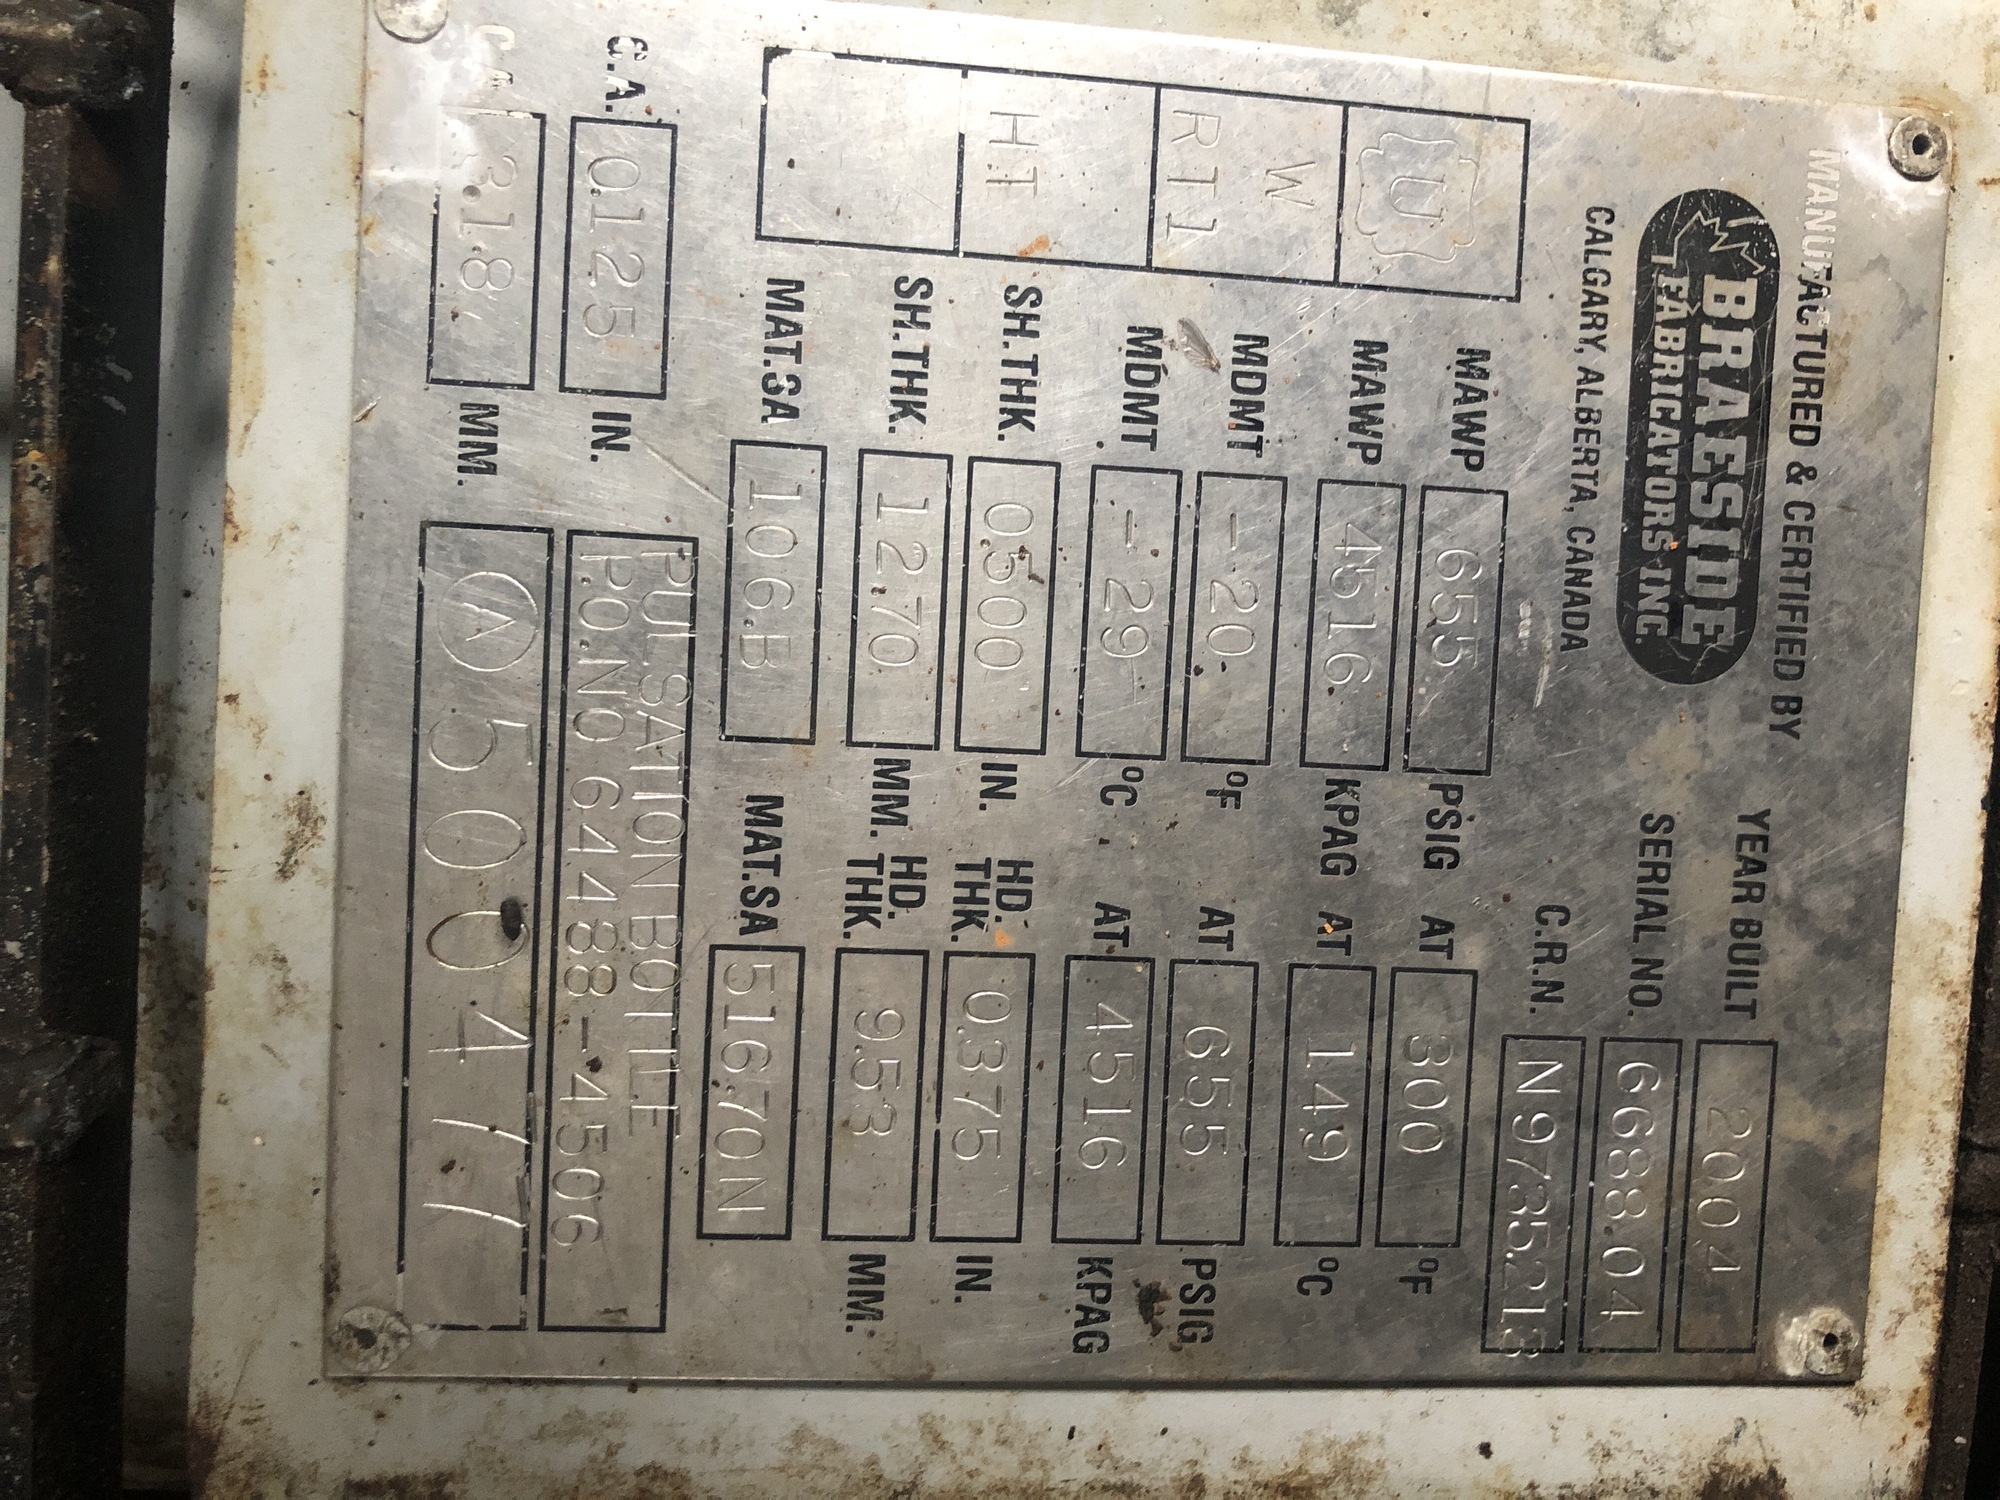 MANUFACTURED & CERTIFIED BY
BRAESIDE
FABRICATORS INC.
CALGARY, ALBERTA, CANADA
YEAR BUILT 2004
SERIAL NO. 6688.04
C.R.N. N9735.213
U
W
RT1
HT
MAWP 655 PSIG AT 300 °F
MAWP 4516 KPAG AT 149 °C
MDMT -20 °F AT 655 PSIG
MDMT -29 °C AT 4516 KPAG
SH.THK. 0.500 IN. HD. THK. 0.375 IN.
SH.THK. 12.70 MM. HD. THK. 9.53 MM.
MAT.SA 106.B MAT.SA 516.70N
C.A. 0.125 IN.
C.A. 3.18 MM.
PULSATION BOTTLE
P.O. NO 64488-4506
A 500477